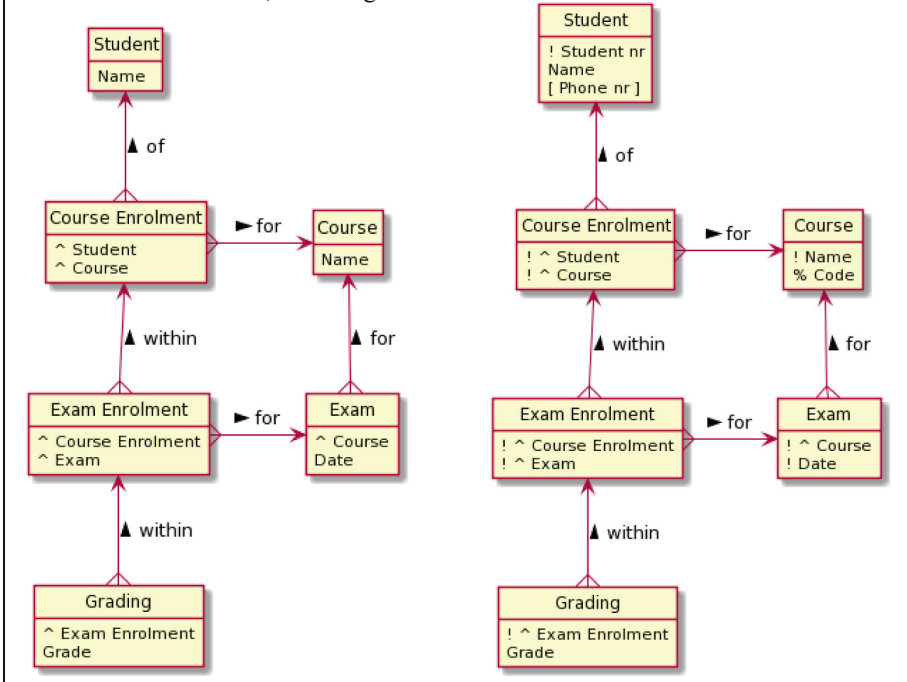 Student
Name
▲ of
Course Enrolment
^ Student
^ Course
► for
Course
Name
▲ within
▲ for
Exam Enrolment
^ Course Enrolment
^ Exam
► for
Exam
^ Course
Date
▲ within
Grading
^ Exam Enrolment
Grade
Student
! Student nr
Name
[ Phone nr ]
▲ of
Course Enrolment
! ^ Student
! ^ Course
► for
Course
! Name
% Code
▲ within
▲ for
Exam Enrolment
! ^ Course Enrolment
! ^ Exam
► for
Exam
! ^ Course
! Date
▲ within
Grading
! ^ Exam Enrolment
Grade